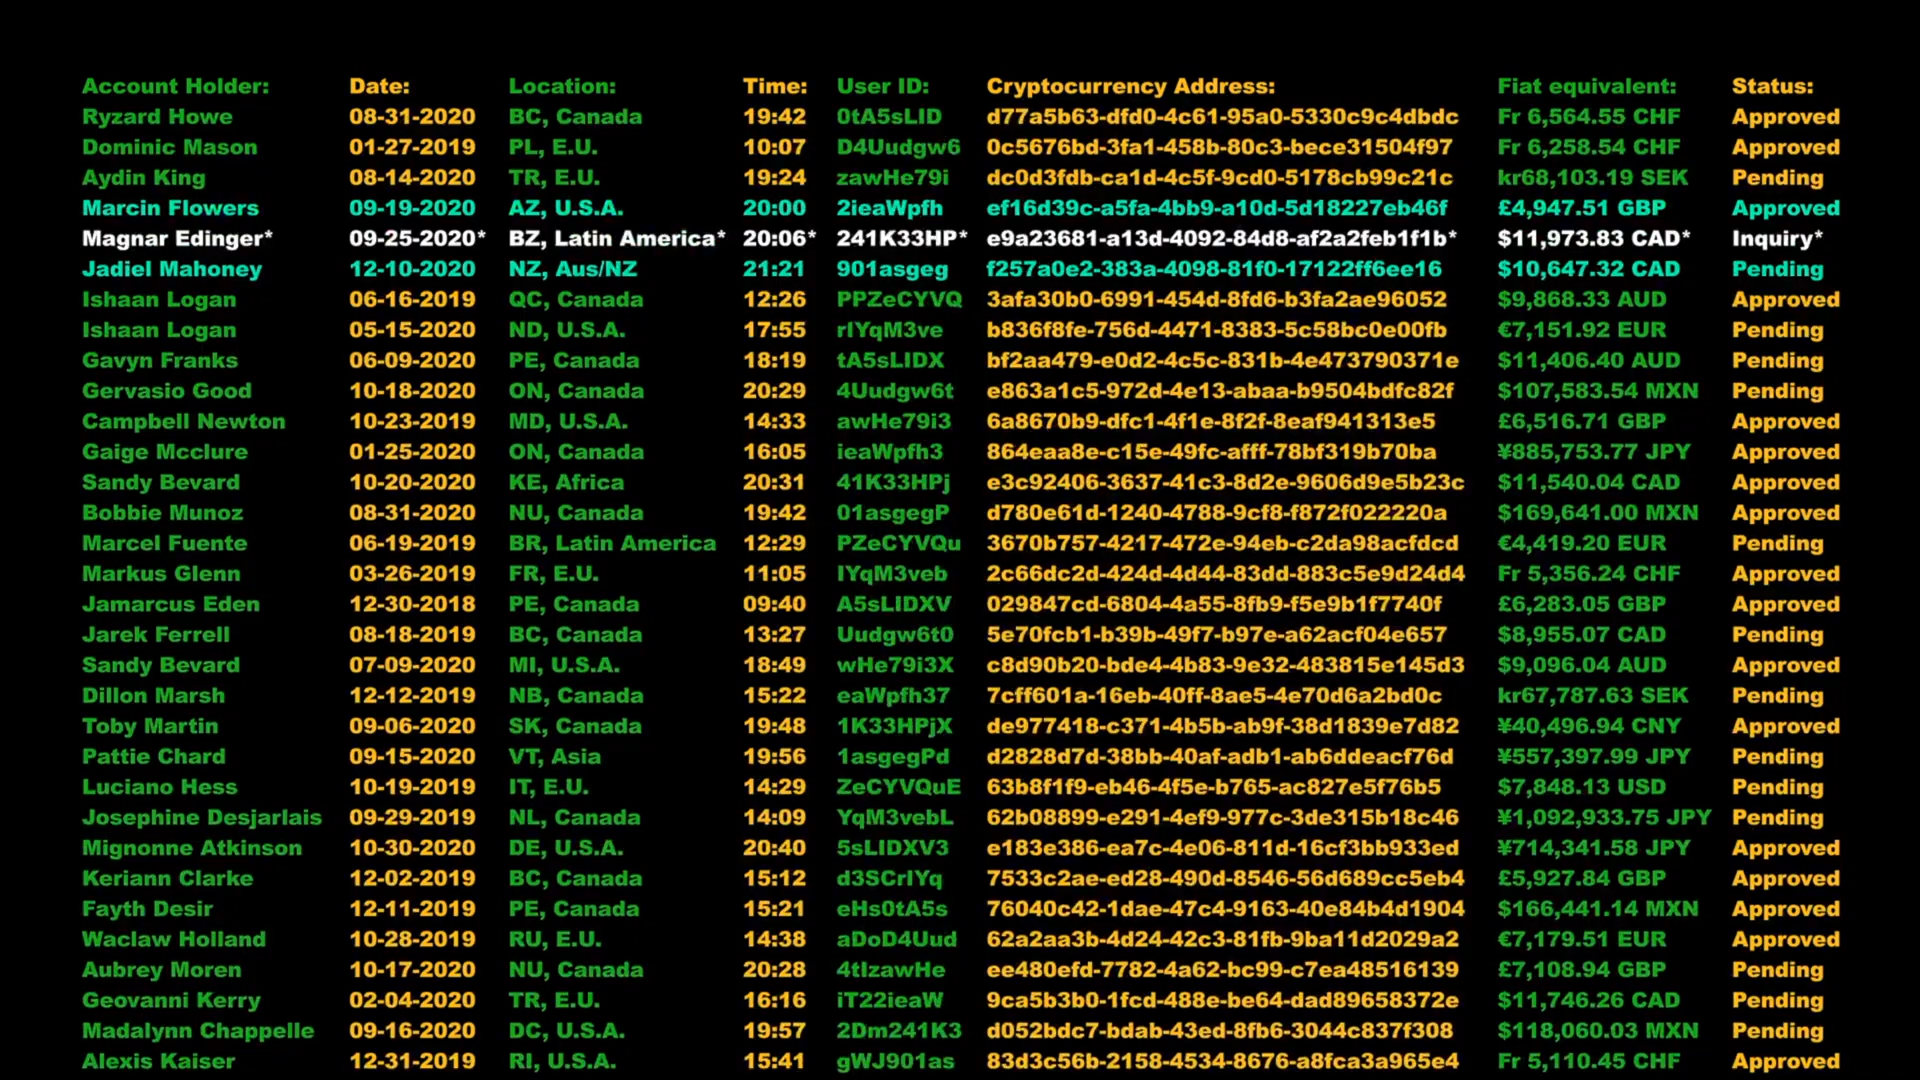 Account Holder: Date: Location: Time: User ID: Cryptocurrency Address: Fiat equivalent: Status:
Ryzard Howe 08-31-2020 BC, Canada 19:42 0tA5sLID d77a5b63-dfd0-4c61-95a0-5330c9c4dbdc Fr 6,564.55 CHF Approved
Dominic Mason 01-27-2019 PL, E.U. 10:07 D4Uudgw6 0c5676bd-3fa1-458b-80c3-bece31504f97 Fr 6,258.54 CHF Approved
Aydin King 08-14-2020 TR, E.U. 19:24 zawHe79i dc0d3fdb-ca1d-4c5f-9cd0-5178cb99c21c kr68,103.19 SEK Pending
Marcin Flowers 09-19-2020 AZ, U.S.A. 20:00 2ieaWpfh ef16d39c-a5fa-4bb9-a10d-5d18227eb46f £4,947.51 GBP Approved
Magnar Edinger* 09-25-2020* BZ, Latin America* 20:06* 241K33HP* e9a23681-a13d-4092-84d8-af2a2feb1f1b* $11,973.83 CAD* Inquiry*
Jadiel Mahoney 12-10-2020 NZ, Aus/NZ 21:21 901asgeg f257a0e2-383a-4098-81f0-17122ff6ee16 $10,647.32 CAD Pending
Ishaan Logan 06-16-2019 QC, Canada 12:26 PPZeCYVQ 3afa30b0-6991-454d-8fd6-b3fa2ae96052 $9,868.33 AUD Approved
Ishaan Logan 05-15-2020 ND, U.S.A. 17:55 rIYqM3ve b836f8fe-756d-4471-8383-5c58bc0e00fb €7,151.92 EUR Pending
Gavyn Franks 06-09-2020 PE, Canada 18:19 tA5sLIDX bf2aa479-e0d2-4c5c-831b-4e473790371e $11,406.40 AUD Pending
Gervasio Good 10-18-2020 ON, Canada 20:29 4Uudgw6t e863a1c5-972d-4e13-abaa-b9504bdfc82f $107,583.54 MXN Pending
Campbell Newton 10-23-2019 MD, U.S.A. 14:33 awHe79i3 6a8670b9-dfc1-4f1e-8f2f-8eaf941313e5 £6,516.71 GBP Approved
Gaige Mcclure 01-25-2020 ON, Canada 16:05 ieaWpfh3 864eaa8e-c15e-49fc-afff-78bf319b70ba ¥885,753.77 JPY Approved
Sandy Bevard 10-20-2020 KE, Africa 20:31 41K33HPj e3c92406-3637-41c3-8d2e-9606d9e5b23c $11,540.04 CAD Approved
Bobbie Munoz 08-31-2020 NU, Canada 19:42 01asgegP d780e61d-1240-4788-9cf8-f872f022220a $169,641.00 MXN Approved
Marcel Fuente 06-19-2019 BR, Latin America 12:29 PZeCYVQu 3670b757-4217-472e-94eb-c2da98acfdcd €4,419.20 EUR Pending
Markus Glenn 03-26-2019 FR, E.U. 11:05 IYqM3veb 2c66dc2d-424d-4d44-83dd-883c5e9d24d4 Fr 5,356.24 CHF Approved
Jamarcus Eden 12-30-2018 PE, Canada 09:40 A5sLIDXV 029847cd-6804-4a55-8fb9-f5e9b1f7740f £6,283.05 GBP Approved
Jarek Ferrell 08-18-2019 BC, Canada 13:27 Uudgw6t0 5e70fcb1-b39b-49f7-b97e-a62acf04e657 $8,955.07 CAD Pending
Sandy Bevard 07-09-2020 MI, U.S.A. 18:49 wHe79i3X c8d90b20-bde4-4b83-9e32-483815e145d3 $9,096.04 AUD Approved
Dillon Marsh 12-12-2019 NB, Canada 15:22 eaWpfh37 7cff601a-16eb-40ff-8ae5-4e70d6a2bd0c kr67,787.63 SEK Pending
Toby Martin 09-06-2020 SK, Canada 19:48 1K33HPjX de977418-c371-4b5b-ab9f-38d1839e7d82 ¥40,496.94 CNY Approved
Pattie Chard 09-15-2020 VT, Asia 19:56 1asgegPd d2828d7d-38bb-40af-adb1-ab6ddeacf76d ¥557,397.99 JPY Pending
Luciano Hess 10-19-2019 IT, E.U. 14:29 ZeCYVQuE 63b8f1f9-eb46-4f5e-b765-ac827e5f76b5 $7,848.13 USD Pending
Josephine Desjarlais 09-29-2019 NL, Canada 14:09 YqM3vebL 62b08899-e291-4ef9-977c-3de315b18c46 ¥1,092,933.75 JPY Pending
Mignonne Atkinson 10-30-2020 DE, U.S.A. 20:40 5sLIDXV3 e183e386-ea7c-4e06-811d-16cf3bb933ed ¥714,341.58 JPY Approved
Keriann Clarke 12-02-2019 BC, Canada 15:12 d3SCrIYq 7533c2ae-ed28-490d-8546-56d689cc5eb4 £5,927.84 GBP Approved
Fayth Desir 12-11-2019 PE, Canada 15:21 eHs0tA5s 76040c42-1dae-47c4-9163-40e84b4d1904 $166,441.14 MXN Approved
Waclaw Holland 10-28-2019 RU, E.U. 14:38 aDoD4Uud 62a2aa3b-4d24-42c3-81fb-9ba11d2029a2 €7,179.51 EUR Approved
Aubrey Moren 10-17-2020 NU, Canada 20:28 4tIzawHe ee480efd-7782-4a62-bc99-c7ea48516139 £7,108.94 GBP Pending
Geovanni Kerry 02-04-2020 TR, E.U. 16:16 iT22ieaW 9ca5b3b0-1fcd-488e-be64-dad89658372e $11,746.26 CAD Pending
Madalynn Chappelle 09-16-2020 DC, U.S.A. 19:57 2Dm241K3 d052bdc7-bdab-43ed-8fb6-3044c837f308 $118,060.03 MXN Pending
Alexis Kaiser 12-31-2019 RI, U.S.A. 15:41 gWJ901as 83d3c56b-2158-4534-8676-a8fca3a965e4 Fr 5,110.45 CHF Approved